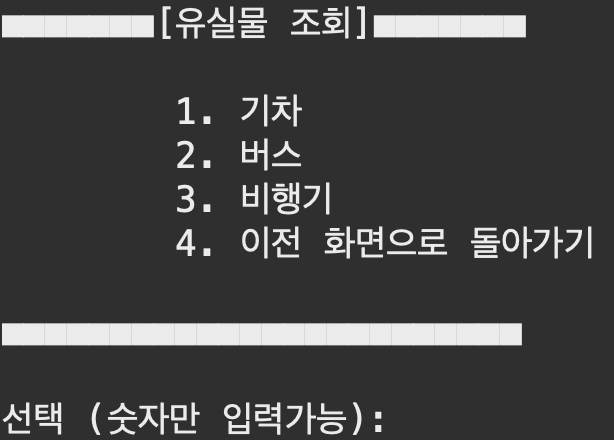 [유실물 조회]
1. 기차
2. 버스
3. 비행기
4. 이전 화면으로 돌아가기
선택 (숫자만 입력가능):